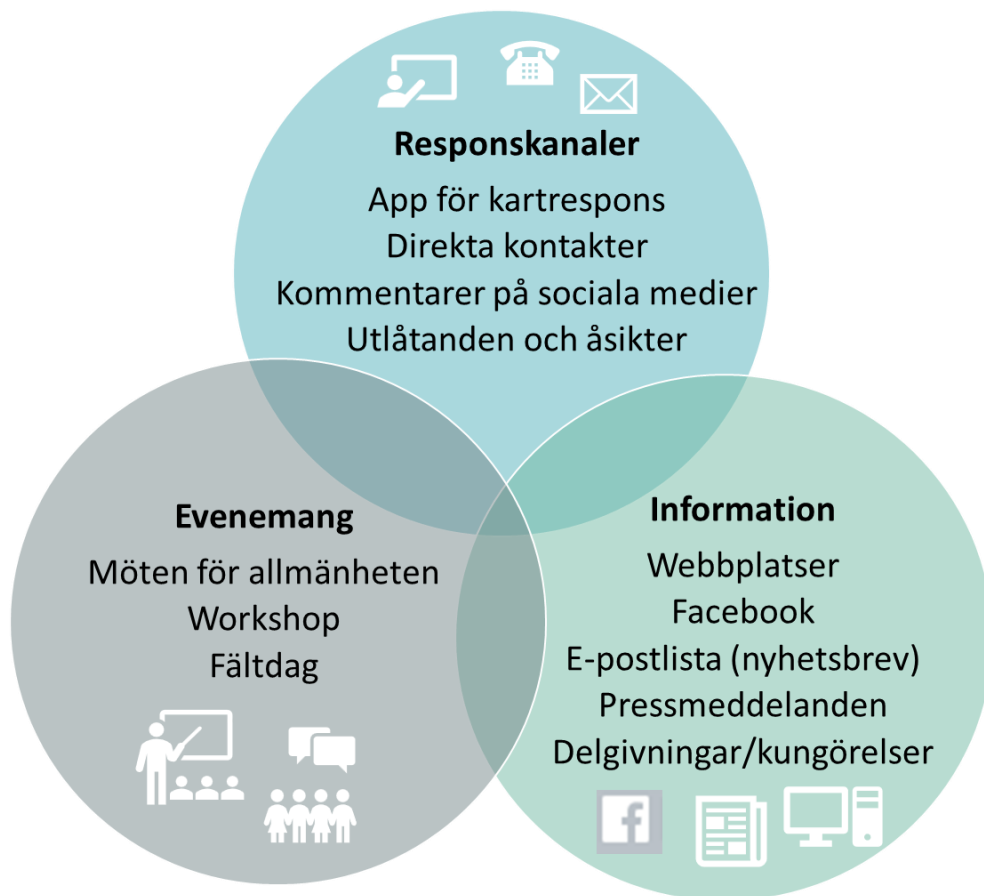 Responskanaler
App för kartrespons
Direkta kontakter
Kommentarer på sociala medier
Utlåtanden och åsikter
Evenemang
Möten för allmänheten
Workshop
Fältdag
Information
Webbplatser
Facebook
E-postlista (nyhetsbrev)
Pressmeddelanden
Delgivningar/kungörelser